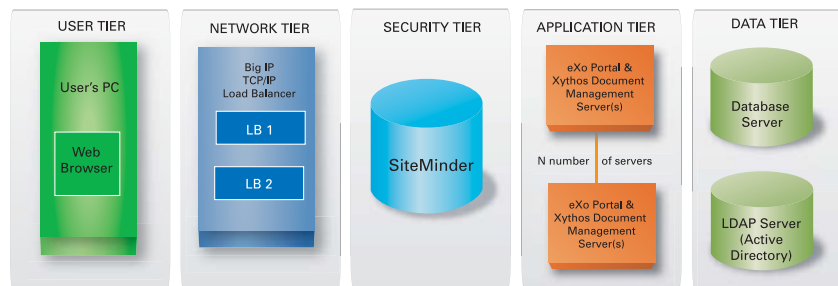 USER TIER
User's PC
Web
Browser
NETWORK TIER
Big IP
TCP/IP
Load Balancer
LB 1
LB 2
SECURITY TIER
SiteMinder
APPLICATION TIER
eXo Portal &
Xythos Document
Management
Server(s)
N number of servers
eXo Portal &
Xythos Document
Management
Server(s)
DATA TIER
Database
Server
LDAP Server
(Active
Directory)